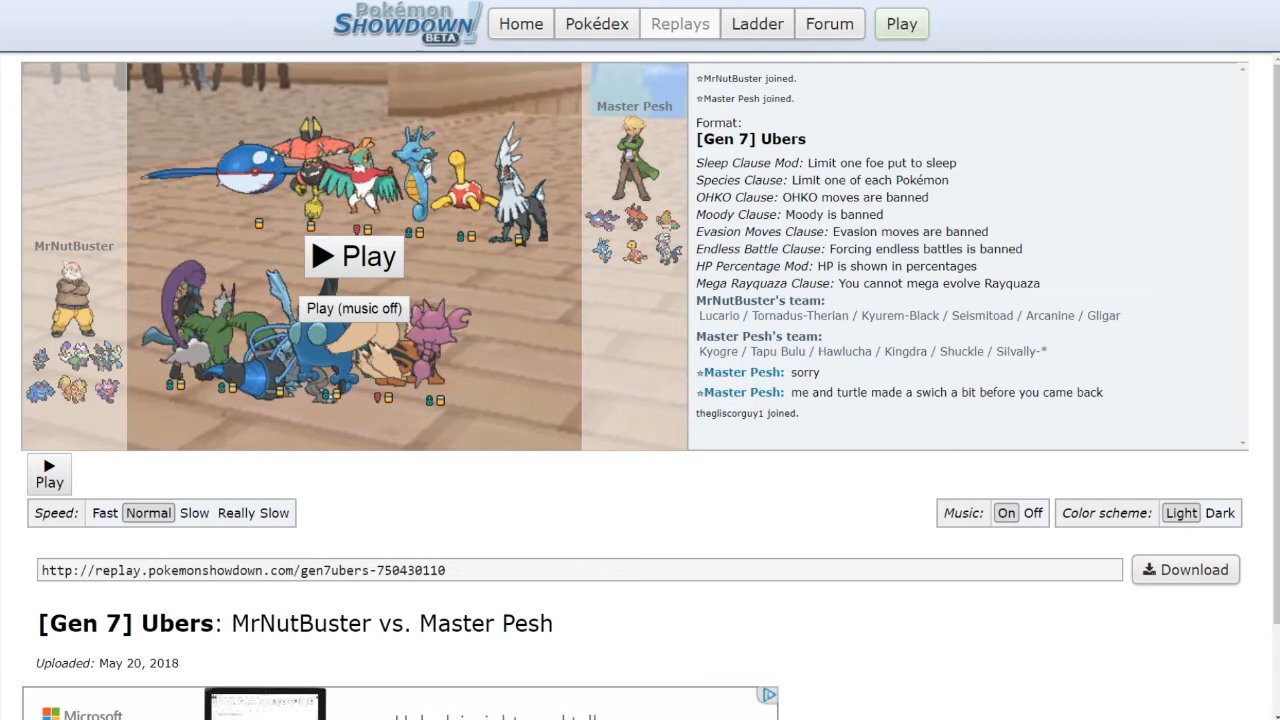 Pokémon
SHOWDOWN!
BETA
Home
Pokédex
Replays
Ladder
Forum
Play
MrNutBuster
Master Pesh
▶ Play
Play (music off)
☆MrNutBuster joined.
☆Master Pesh joined.
Format:
[Gen 7] Ubers
Sleep Clause Mod: Limit one foe put to sleep
Species Clause: Limit one of each Pokémon
OHKO Clause: OHKO moves are banned
Moody Clause: Moody is banned
Evasion Moves Clause: Evasion moves are banned
Endless Battle Clause: Forcing endless battles is banned
HP Percentage Mod: HP is shown in percentages
Mega Rayquaza Clause: You cannot mega evolve Rayquaza
MrNutBuster's team:
Lucario / Tornadus-Therian / Kyurem-Black / Seismitoad / Arcanine / Gligar
Master Pesh's team:
Kyogre / Tapu Bulu / Hawlucha / Kingdra / Shuckle / Silvally-*
☆Master Pesh: sorry
☆Master Pesh: me and turtle made a swich a bit before you came back
thegliscorguy1 joined.
▶
Play
Speed: Fast Normal Slow Really Slow
Music: On Off
Color scheme: Light Dark
http://replay.pokemonshowdown.com/gen7ubers-750430110
Download
[Gen 7] Ubers: MrNutBuster vs. Master Pesh
Uploaded: May 20, 2018
Microsoft